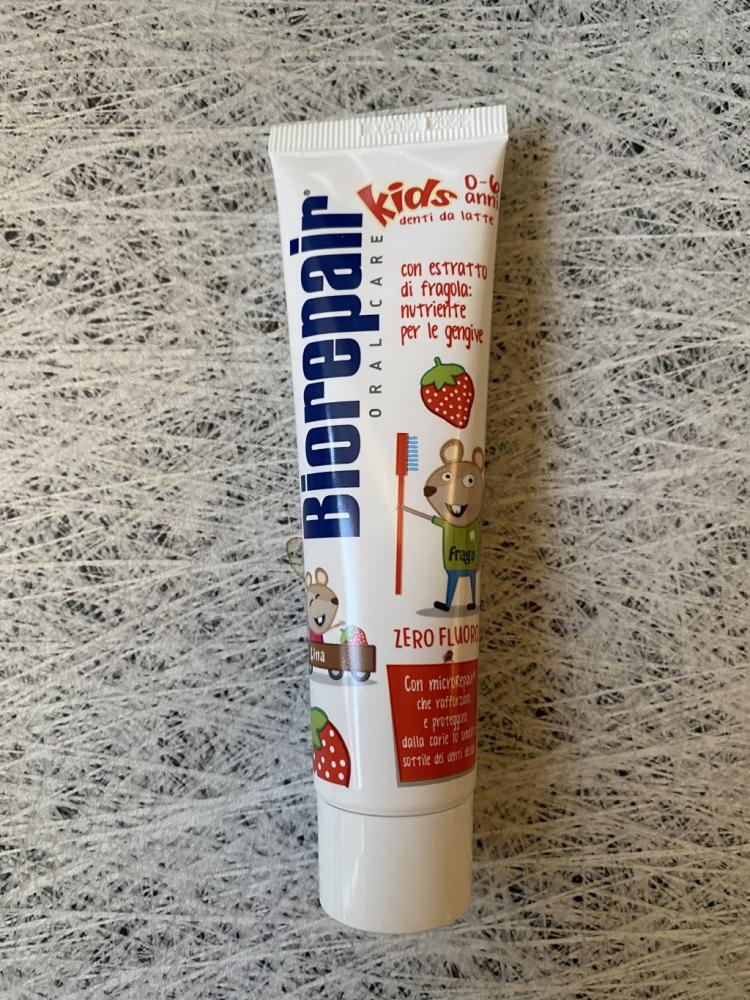 Biorepair®
ORAL CARE
kids
0-6
anni
denti da latte
con estratto
di fragola:
nutriente
per le gengive
Frago
Lina
ZERO FLUORO
Con microRepair®
che rafforzano
e proteggono
dalla carie lo smalto
sottile dei denti